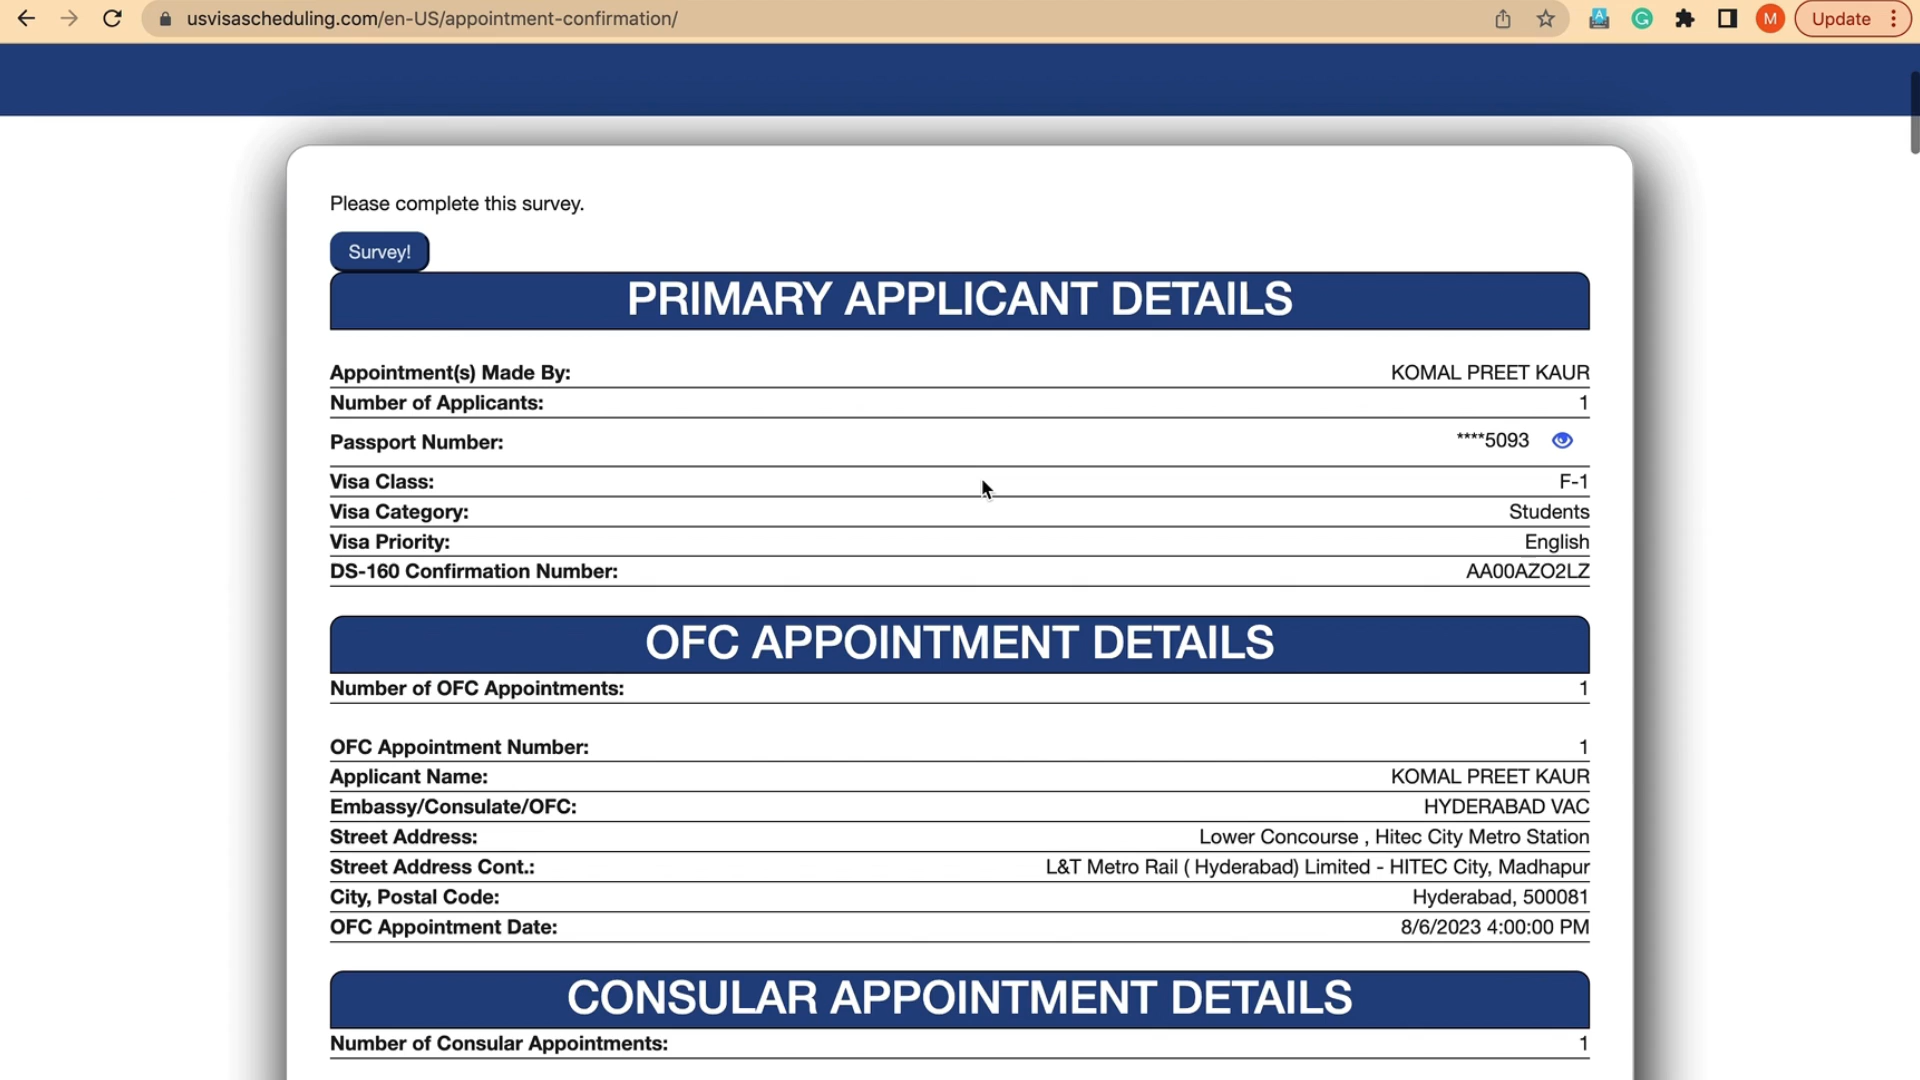 usvisascheduling.com/en-US/appointment-confirmation/
M
Update
Please complete this survey.
Survey!
PRIMARY APPLICANT DETAILS
Appointment(s) Made By: KOMAL PREET KAUR
Number of Applicants: 1
Passport Number: ****5093
Visa Class: F-1
Visa Category: Students
Visa Priority: English
DS-160 Confirmation Number: AA00AZO2LZ
OFC APPOINTMENT DETAILS
Number of OFC Appointments: 1
OFC Appointment Number: 1
Applicant Name: KOMAL PREET KAUR
Embassy/Consulate/OFC: HYDERABAD VAC
Street Address: Lower Concourse , Hitec City Metro Station
Street Address Cont.: L&T Metro Rail ( Hyderabad) Limited - HITEC City, Madhapur
City, Postal Code: Hyderabad, 500081
OFC Appointment Date: 8/6/2023 4:00:00 PM
CONSULAR APPOINTMENT DETAILS
Number of Consular Appointments: 1